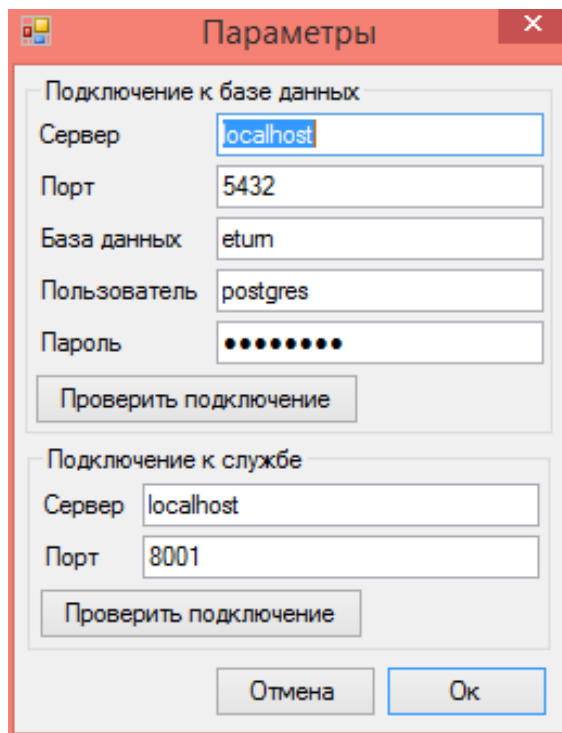 Параметры
Подключение к базе данных
Сервер localhost
Порт 5432
База данных eturn
Пользователь postgres
Пароль ●●●●●●●●
Проверить подключение
Подключение к службе
Сервер localhost
Порт 8001
Проверить подключение
Отмена Ок